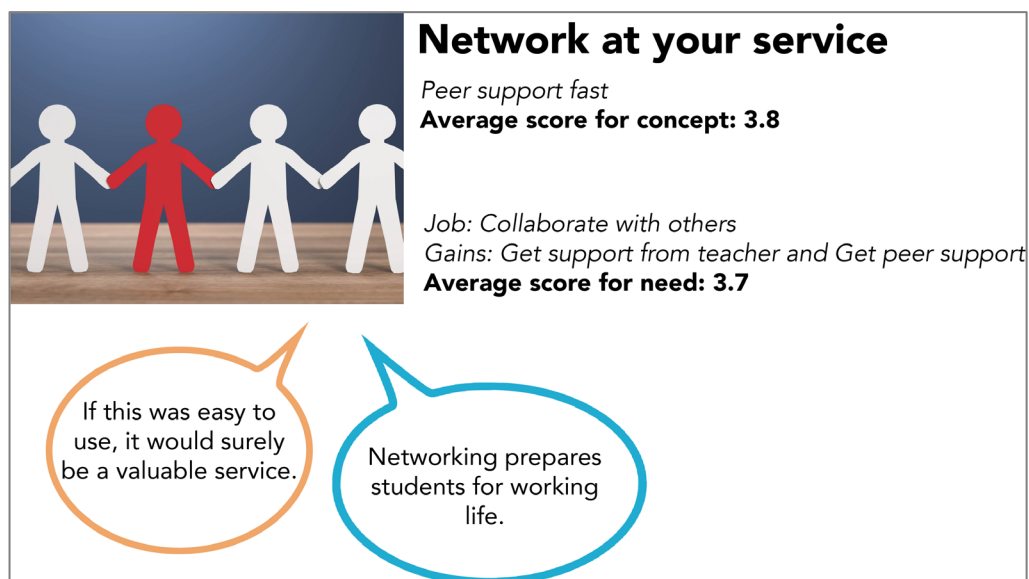 Network at your service
Peer support fast
Average score for concept: 3.8
Job: Collaborate with others
Gains: Get support from teacher and Get peer support
Average score for need: 3.7
If this was easy to
use, it would surely
be a valuable service.
Networking prepares
students for working
life.